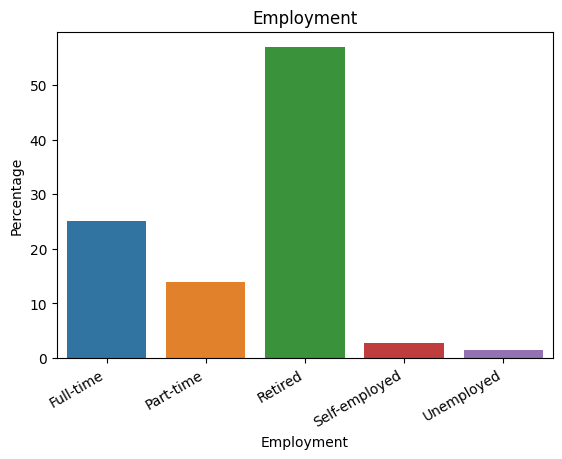 Employment
Percentage
50
40
30
20
10
0
Full-time
Part-time
Retired
Self-employed
Unemployed
Employment